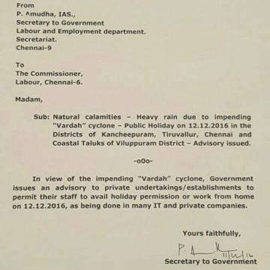 From
P. Amudha, IAS.,
Secretary to Government
Labour and Employment department.
Secretariat.
Chennai-9
To
The Commissioner,
Labour, Chennai-6.
Madam,
Sub: Natural calamities – Heavy rain due to impending
"Vardah" cyclone – Public Holiday on 12.12.2016 in the
Districts of Kancheepuram, Tiruvallur, Chennai and
Coastal Taluks of Viluppuram District – Advisory issued.
-o0o-
In view of the impending "Vardah" cyclone, Government
issues an advisory to private undertakings/establishments to
permit their staff to avail holiday permission or work from home
on 12.12.2016, as being done in many IT and private companies.
Yours faithfully,
Secretary to Government